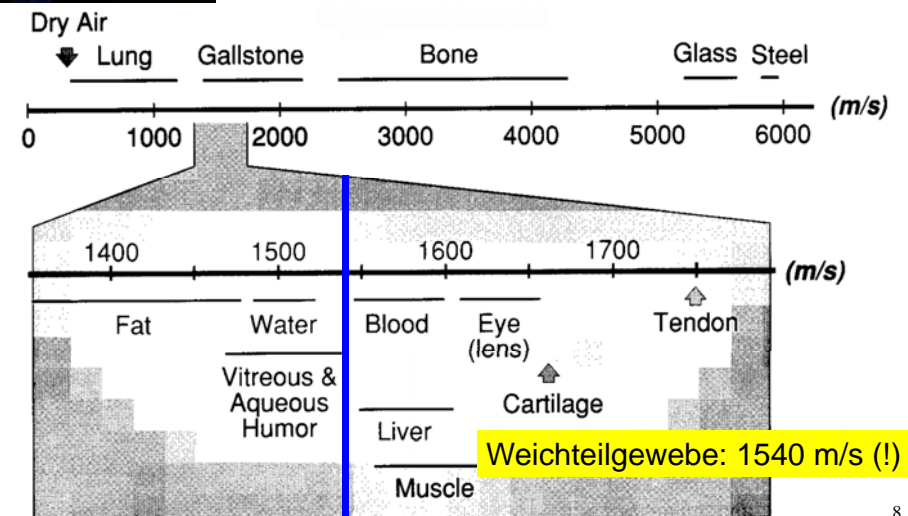 Dry Air
Lung Gallstone Bone Glass Steel
(m/s)
0 1000 2000 3000 4000 5000 6000
1400 1500 1600 1700
(m/s)
Fat Water Blood Eye (lens) Tendon
Vitreous & Aqueous Humor
Cartilage
Liver
Weichteilgewebe: 1540 m/s (!)
Muscle
8